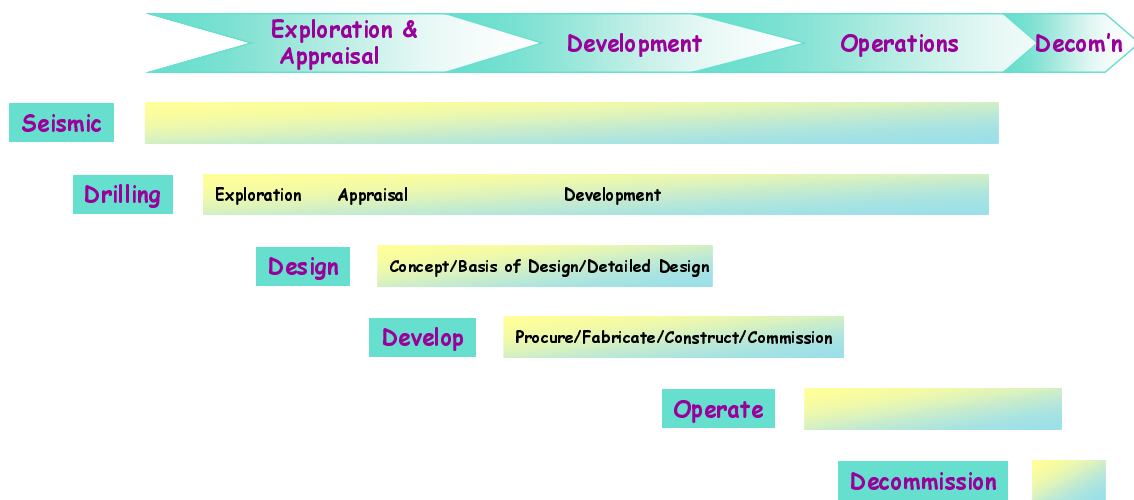 Exploration &
Appraisal
Development
Operations
Decom'n
Seismic
Drilling
Exploration
Appraisal
Development
Design
Concept/Basis of Design/Detailed Design
Develop
Procure/Fabricate/Construct/Commission
Operate
Decommission